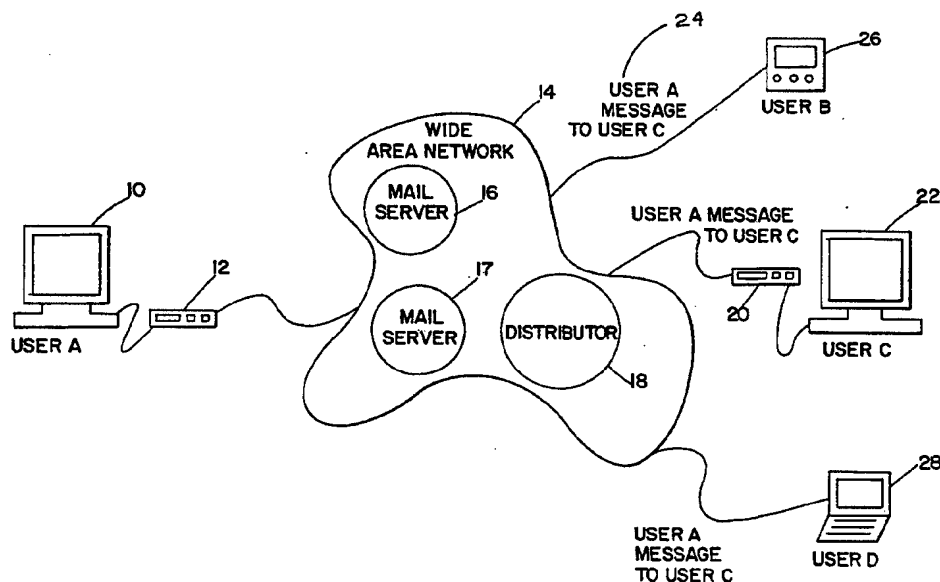 24
26
USER A
MESSAGE
TO USER C
USER B
14
WIDE
AREA NETWORK
10
MAIL
SERVER
16
USER A MESSAGE
TO USER C
22
12
17
20
USER A
MAIL
SERVER
DISTRIBUTOR
18
USER C
28
USER A
MESSAGE
TO USER C
USER D